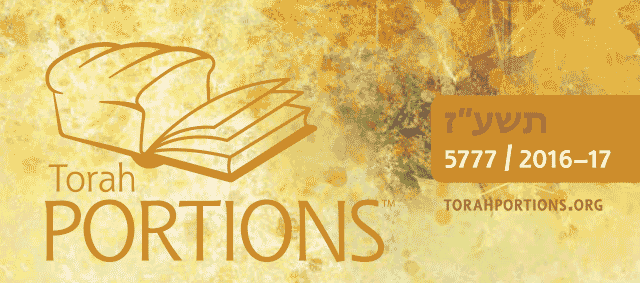 Torah
PORTIONS™
תשע"ז
5777 | 2016–17
TORAHPORTIONS.ORG